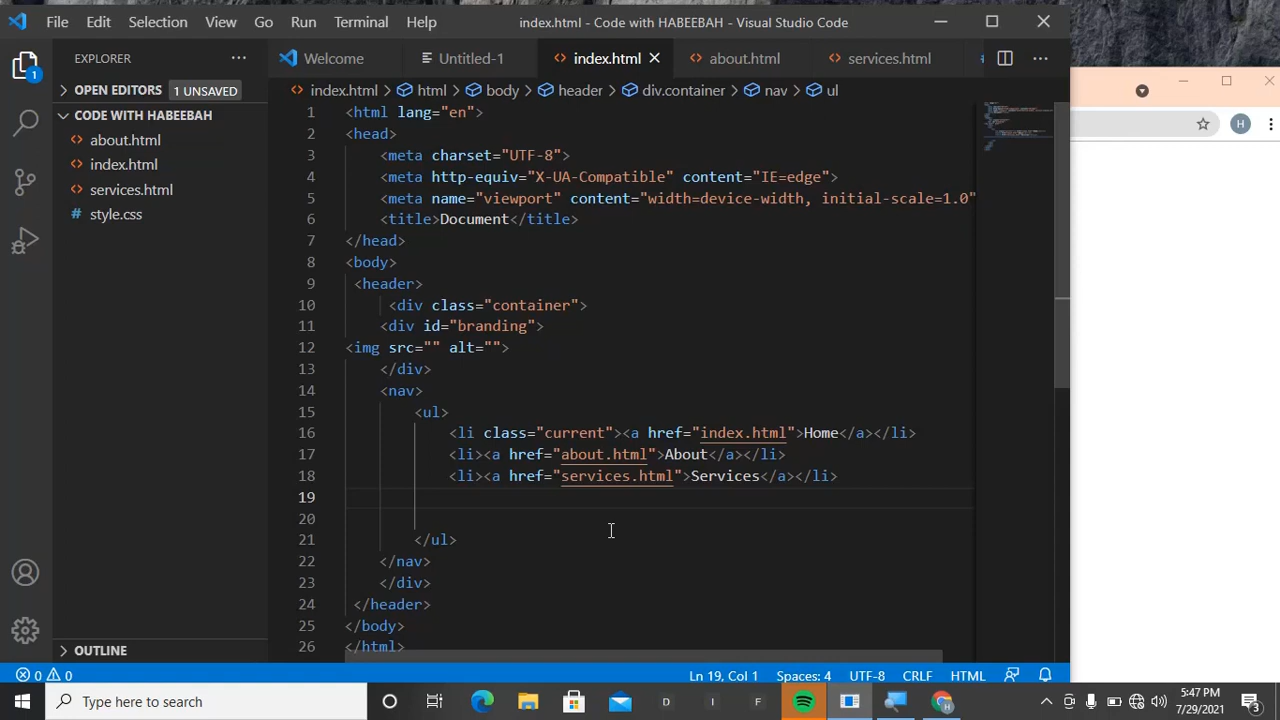 File Edit Selection View Go Run Terminal Help index.html - Code with HABEEBAH - Visual Studio Code
EXPLORER
Welcome Untitled-1 index.html about.html services.html
OPEN EDITORS 1 UNSAVED
index.html > html > body > header > div.container > nav > ul
CODE WITH HABEEBAH
about.html
index.html
services.html
style.css
1
1 <html lang="en">
2 <head>
3 <meta charset="UTF-8">
4 <meta http-equiv="X-UA-Compatible" content="IE=edge">
5 <meta name="viewport" content="width=device-width, initial-scale=1.0"
6 <title>Document</title>
7 </head>
8 <body>
9 <header>
10 <div class="container">
11 <div id="branding">
12 <img src="" alt="">
13 </div>
14 <nav>
15 <ul>
16 <li class="current"><a href="index.html">Home</a></li>
17 <li><a href="about.html">About</a></li>
18 <li><a href="services.html">Services</a></li>
19
20
21 </ul>
22 </nav>
23 </div>
24 </header>
25 </body>
26 </html>
OUTLINE
0 0 Ln 19, Col 1 Spaces: 4 UTF-8 CRLF HTML
H
Type here to search
D I F
5:47 PM
7/29/2021
3